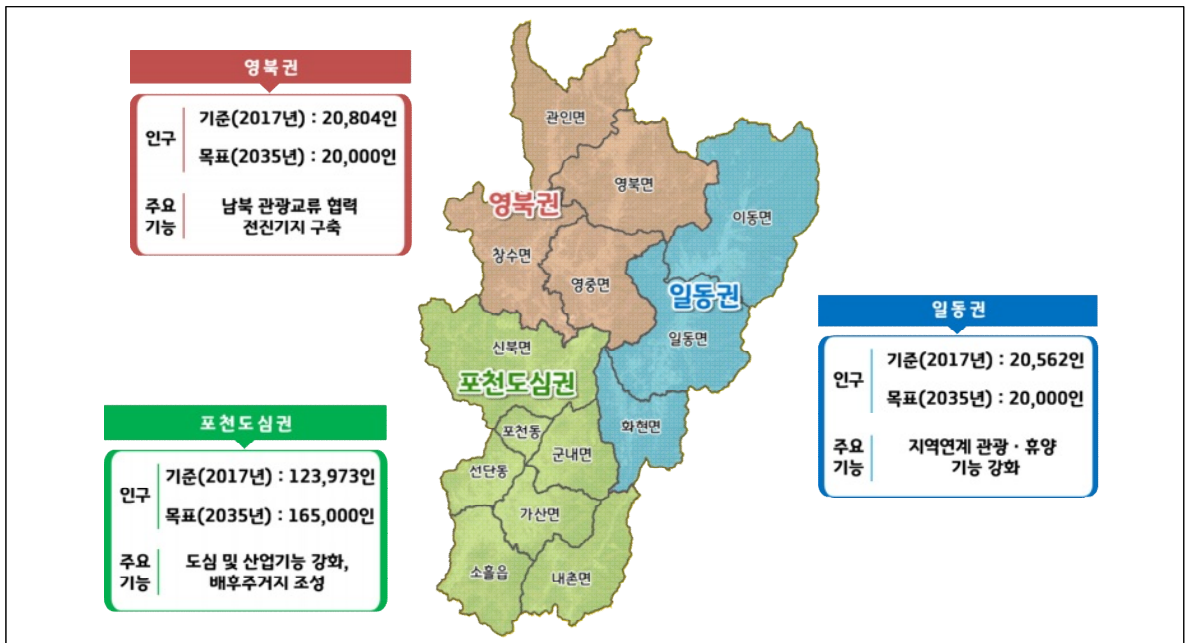 영북권
인구
기준(2017년) : 20,804인
목표(2035년) : 20,000인
주요
기능
남북 관광교류 협력
전진기지 구축
관인면
영북면
이동면
영북권
창수면
영중면
일동권
일동면
신북면
포천도심권
포천동
군내면
화현면
선단동
가산면
소흘읍
내촌면
일동권
인구
기준(2017년) : 20,562인
목표(2035년) : 20,000인
주요
기능
지역연계 관광 · 휴양
기능 강화
포천도심권
인구
기준(2017년) : 123,973인
목표(2035년) : 165,000인
주요
기능
도심 및 산업기능 강화,
배후주거지 조성